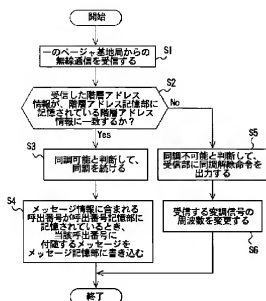 開始
S1
一のページャ基地局からの
無線通信を受信する
S2
受信した階層アドレス
情報が、階層アドレス記憶部に
記憶されている階層アドレス
情報に一致するか?
No
Yes
S3
同調可能と判断して、
同調を続ける
S5
同調不可能と判断して、
受信部に同調解除命令を
出力する
S4
メッセージ情報に含まれる
呼出番号が呼出番号記憶部に
記憶されているとき、
当該呼出番号に
付随するメッセージを
メッセージ記憶部に書き込む
受信する変調信号の
周波数を変更する
S6
終了